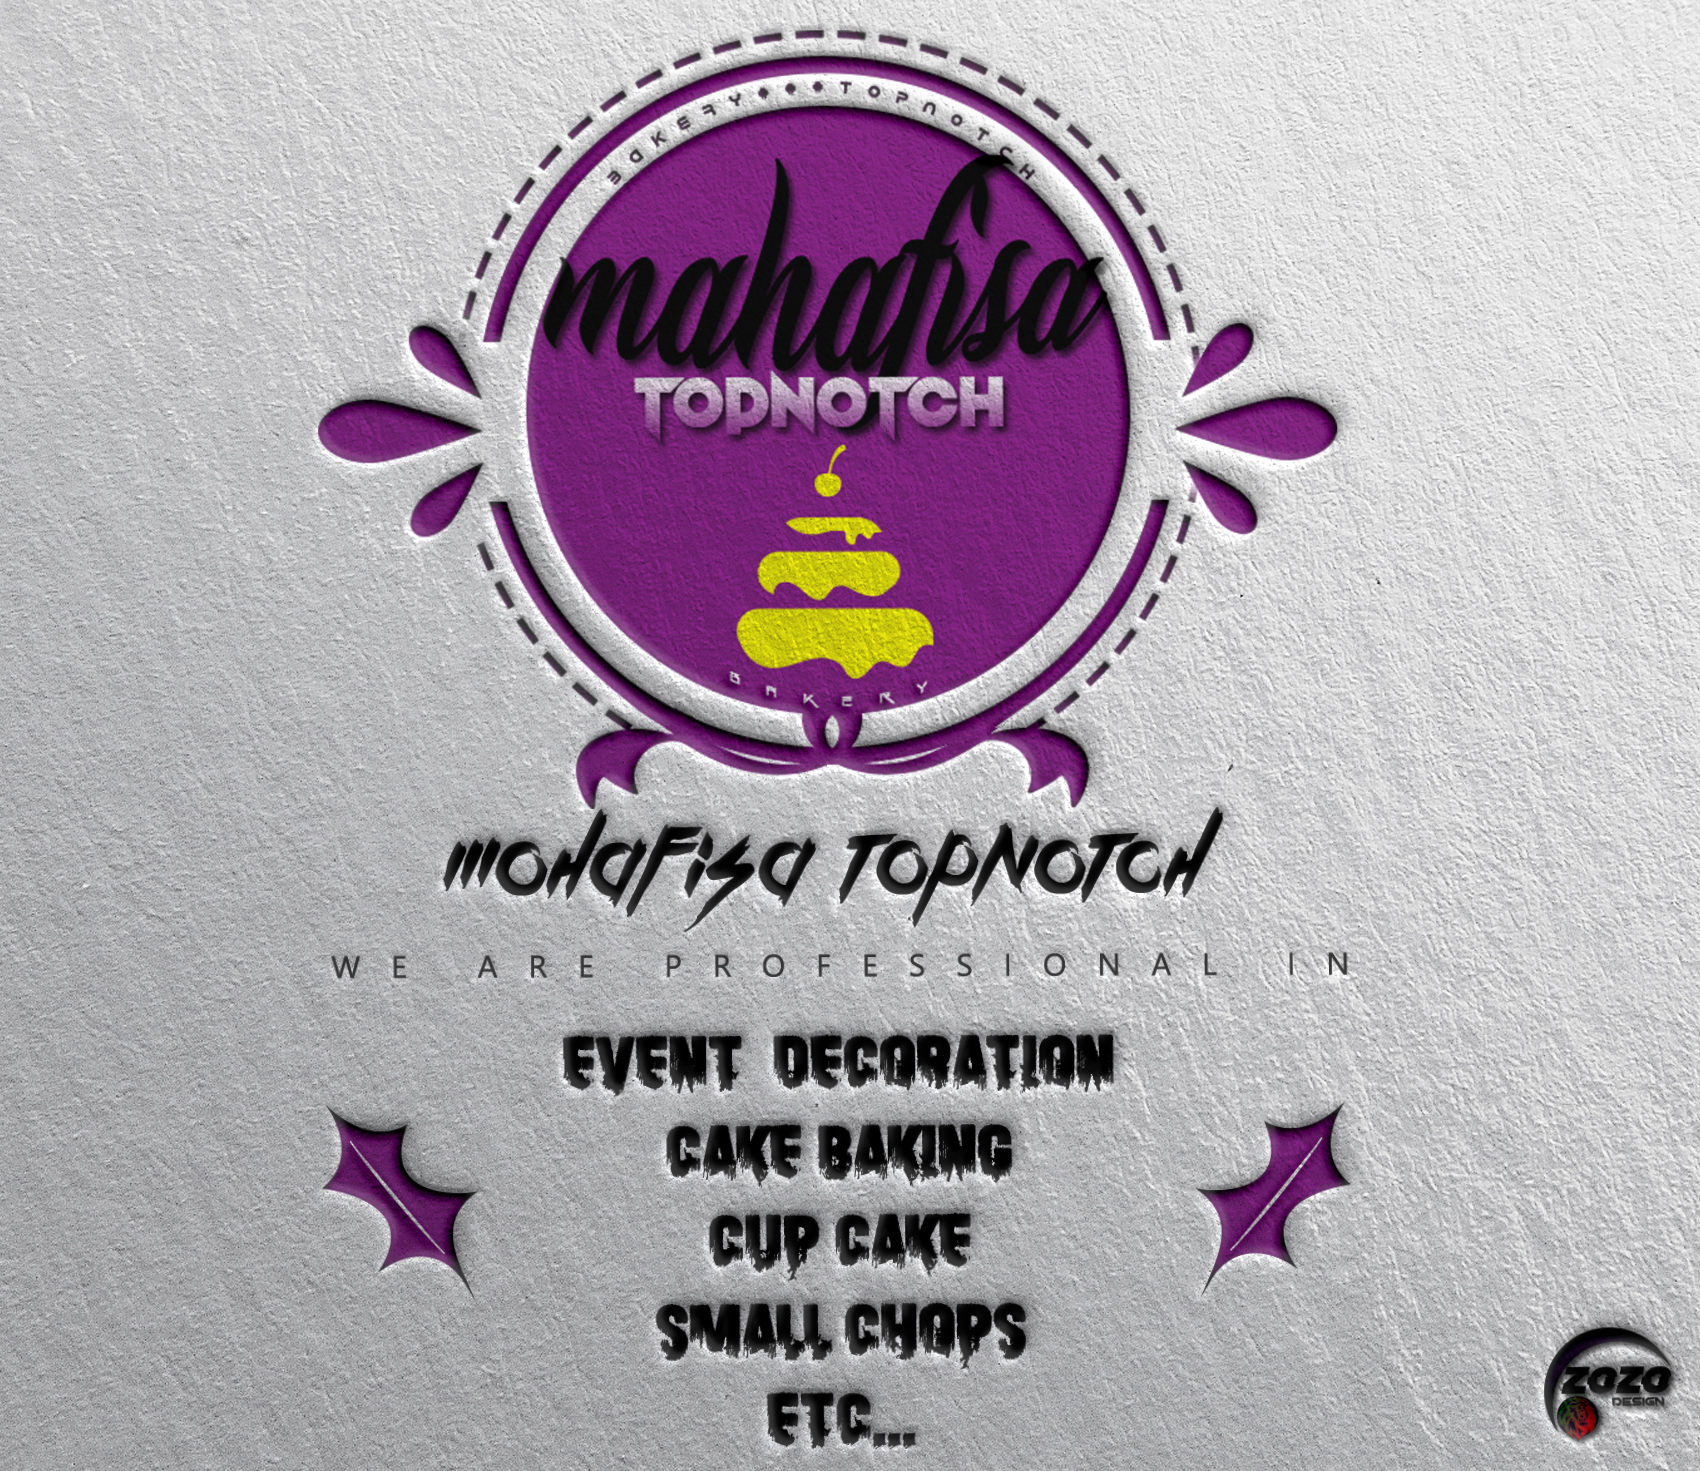 BAKERY***TOPNOTCH
mahafisa
TOPNOTCH
BAKERY
MOHAFISA TOPNOTCH
WE ARE PROFESSIONAL IN
EVENT DECORATION
CAKE BAKING
CUP CAKE
SMALL CHOPS
ETC...
ZOZO
DESIGN